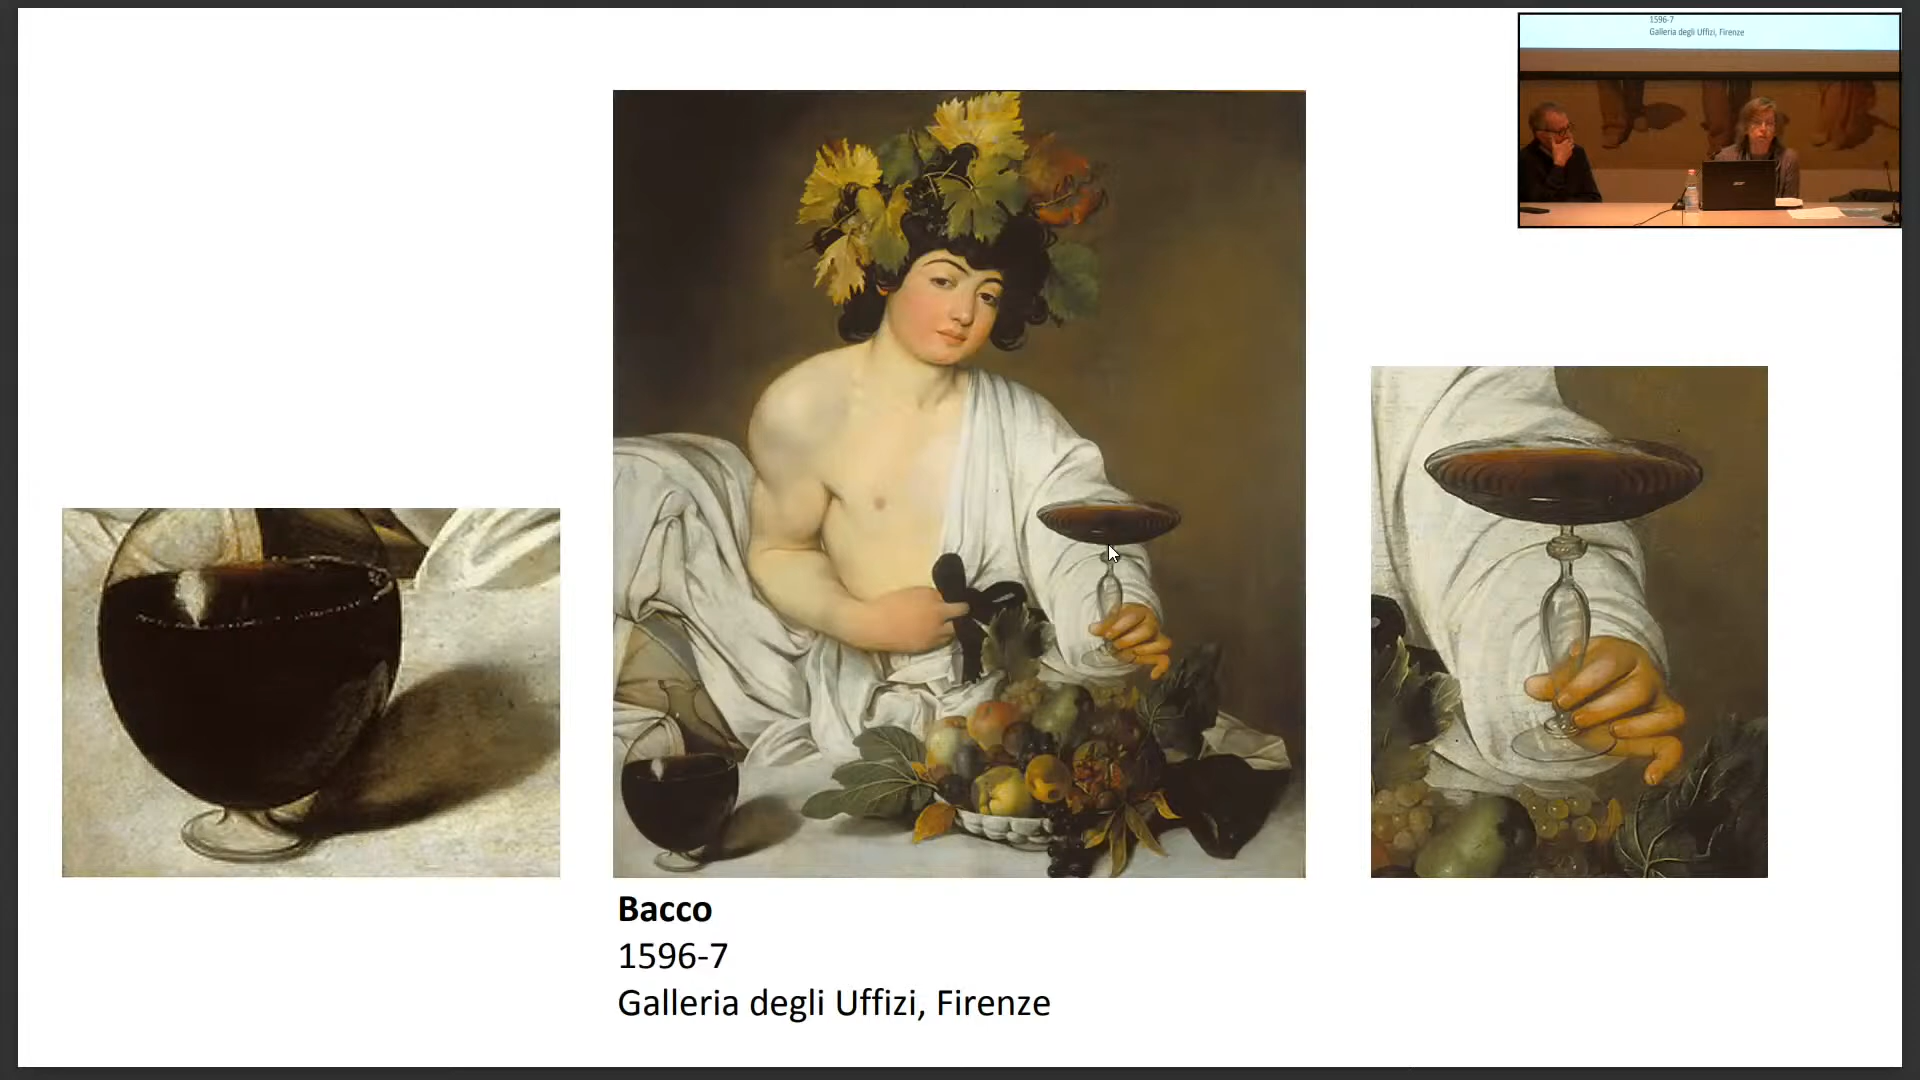 1596-7
Galleria degli Uffizi, Firenze
Bacco
1596-7
Galleria degli Uffizi, Firenze